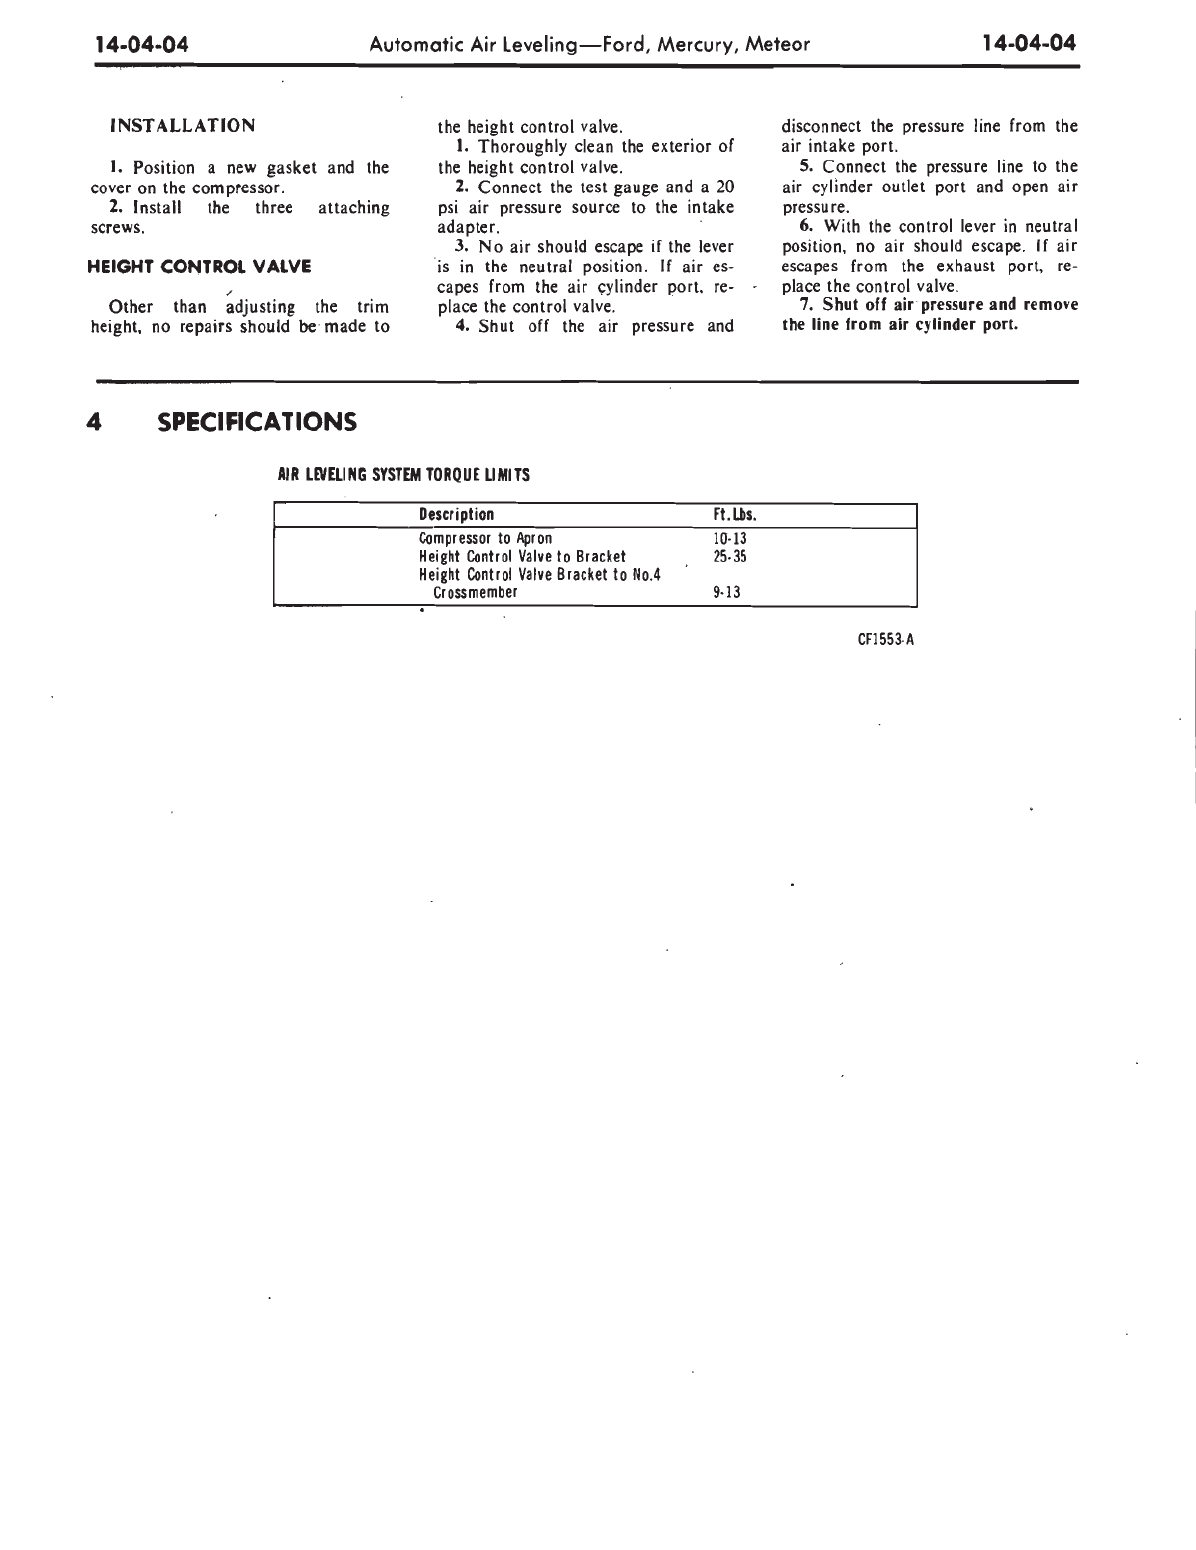 14-04-04 Automatic Air Leveling—Ford, Mercury, Meteor 14-04-04
INSTALLATION
1. Position a new gasket and the
cover on the compressor.
2. Install the three attaching
screws.
HEIGHT CONTROL VALVE
Other than adjusting the trim
height, no repairs should be made to
the height control valve.
1. Thoroughly clean the exterior of
the height control valve.
2. Connect the test gauge and a 20
psi air pressure source to the intake
adapter.
3. No air should escape if the lever
is in the neutral position. If air es-
capes from the air cylinder port, re-
place the control valve.
4. Shut off the air pressure and
disconnect the pressure line from the
air intake port.
5. Connect the pressure line to the
air cylinder outlet port and open air
pressure.
6. With the control lever in neutral
position, no air should escape. If air
escapes from the exhaust port, re-
place the control valve.
7. Shut off air pressure and remove
the line from air cylinder port.
4 SPECIFICATIONS
AIR LEVELING SYSTEM TORQUE LIMITS
Description Ft. Lbs.
Compressor to Apron 10-13
Height Control Valve to Bracket 25-35
Height Control Valve Bracket to No.4
Crossmember 9-13
CF1553-A